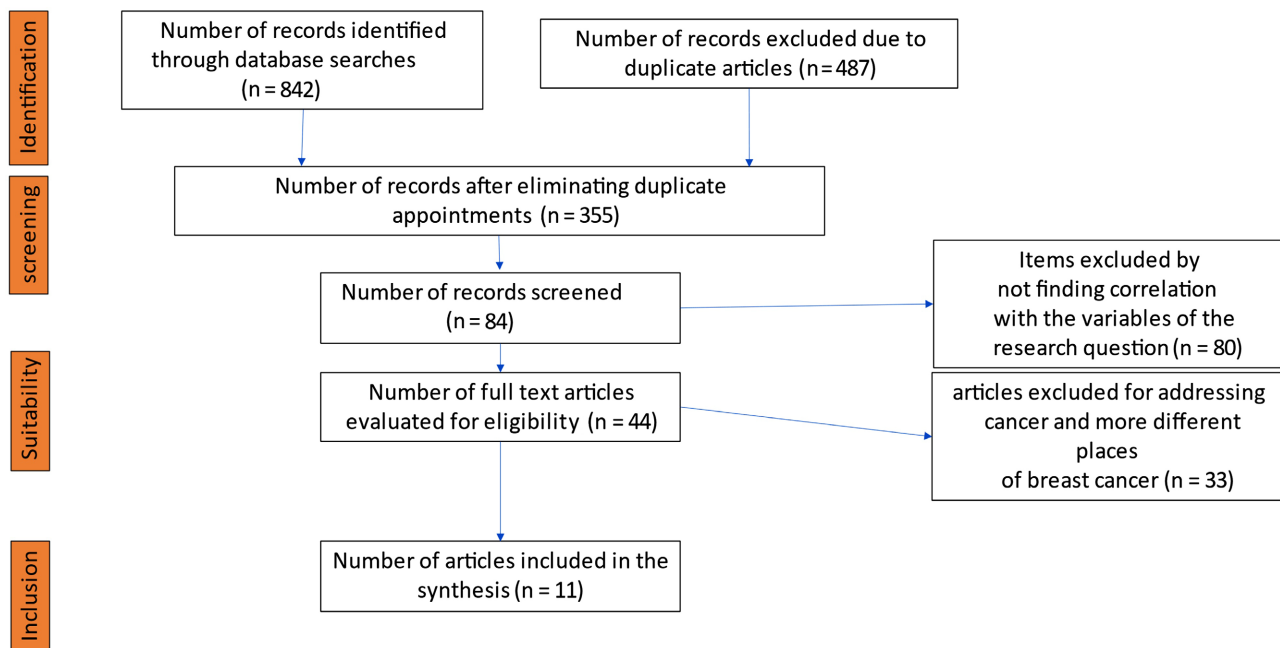 Identification
Number of records identified
through database searches
(n = 842)
Number of records excluded due to
duplicate articles (n = 487)
screening
Number of records after eliminating duplicate
appointments (n = 355)
Number of records screened
(n = 84)
Items excluded by
not finding correlation
with the variables of the
research question (n = 80)
Suitability
Number of full text articles
evaluated for eligibility (n = 44)
articles excluded for addressing
cancer and more different
places
of breast cancer (n = 33)
Inclusion
Number of articles included in the
synthesis (n = 11)